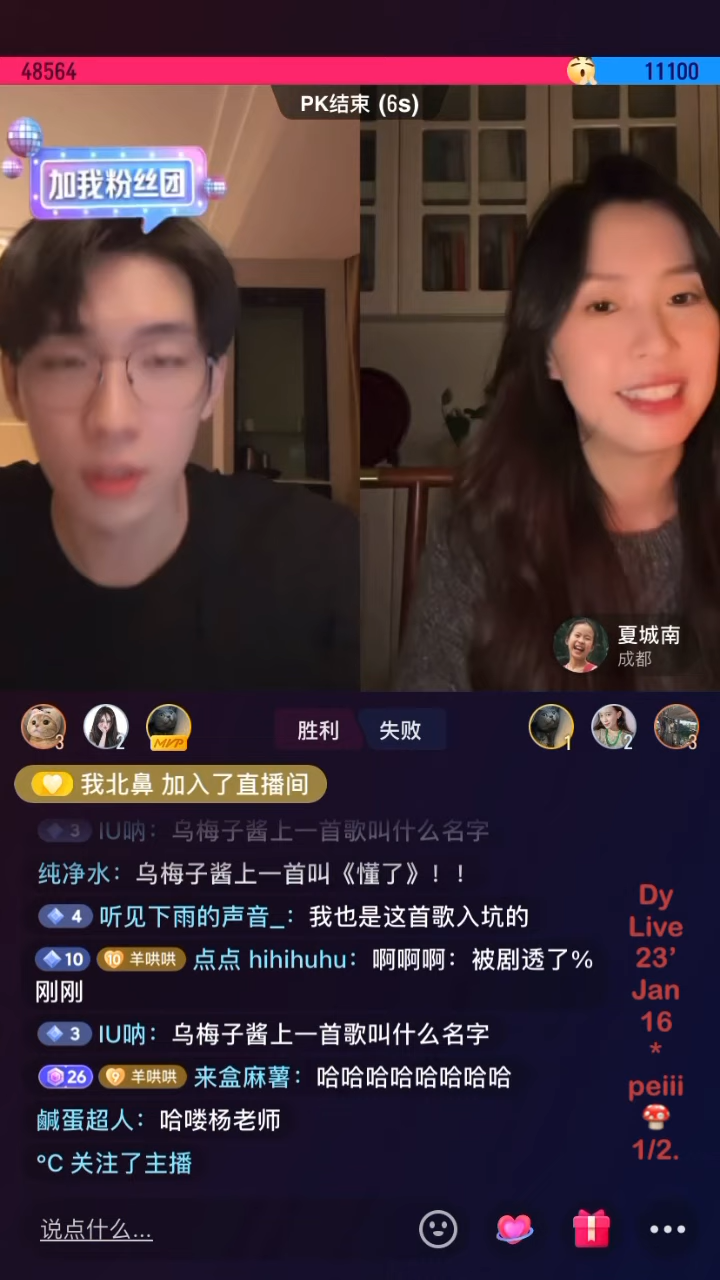 48564
11100
PK结束 (6s)
加我粉丝团
夏城南
成都
3
2
MVP
胜利
失败
1
2
3
我北鼻 加入了直播间
3 IU呐：乌梅子酱上一首歌叫什么名字
纯净水：乌梅子酱上一首叫《懂了》！！
4 听见下雨的声音_：我也是这首歌入坑的
10 10 羊哄哄 点点 hihihuhu：啊啊啊：被剧透了%
刚刚
3 IU呐：乌梅子酱上一首歌叫什么名字
26 9 羊哄哄 来盒麻薯：哈哈哈哈哈哈哈哈
鹹蛋超人：哈喽杨老师
°C 关注了主播
Dy
Live
23’
Jan
16
*
peiii
1/2.
说点什么...